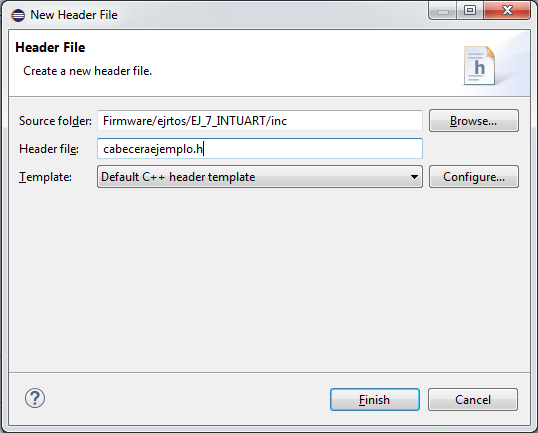 New Header File
Header File
Create a new header file.
h
Source folder: Firmware/ejrtos/EJ_7_INTUART/inc Browse...
Header file: cabeceraejemplo.h
Template: Default C++ header template Configure...
? Finish Cancel